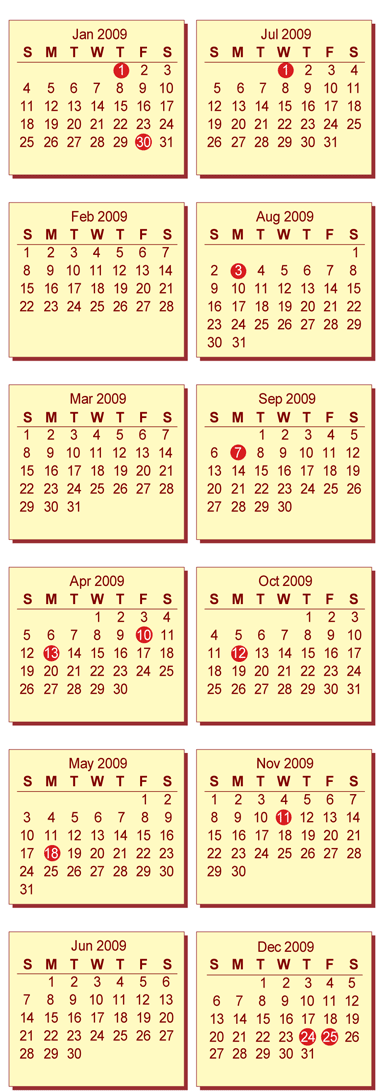 Jan 2009
S M T W T F S
1 2 3
4 5 6 7 8 9 10
11 12 13 14 15 16 17
18 19 20 21 22 23 24
25 26 27 28 29 30 31
Jul 2009
S M T W T F S
1 2 3 4
5 6 7 8 9 10 11
12 13 14 15 16 17 18
19 20 21 22 23 24 25
26 27 28 29 30 31
Feb 2009
S M T W T F S
1 2 3 4 5 6 7
8 9 10 11 12 13 14
15 16 17 18 19 20 21
22 23 24 25 26 27 28
Aug 2009
S M T W T F S
1
2 3 4 5 6 7 8
9 10 11 12 13 14 15
16 17 18 19 20 21 22
23 24 25 26 27 28 29
30 31
Mar 2009
S M T W T F S
1 2 3 4 5 6 7
8 9 10 11 12 13 14
15 16 17 18 19 20 21
22 23 24 25 26 27 28
29 30 31
Sep 2009
S M T W T F S
1 2 3 4 5
6 7 8 9 10 11 12
13 14 15 16 17 18 19
20 21 22 23 24 25 26
27 28 29 30
Apr 2009
S M T W T F S
1 2 3 4
5 6 7 8 9 10 11
12 13 14 15 16 17 18
19 20 21 22 23 24 25
26 27 28 29 30
Oct 2009
S M T W T F S
1 2 3
4 5 6 7 8 9 10
11 12 13 14 15 16 17
18 19 20 21 22 23 24
25 26 27 28 29 30 31
May 2009
S M T W T F S
1 2
3 4 5 6 7 8 9
10 11 12 13 14 15 16
17 18 19 20 21 22 23
24 25 26 27 28 29 30
31
Nov 2009
S M T W T F S
1 2 3 4 5 6 7
8 9 10 11 12 13 14
15 16 17 18 19 20 21
22 23 24 25 26 27 28
29 30
Jun 2009
S M T W T F S
1 2 3 4 5 6
7 8 9 10 11 12 13
14 15 16 17 18 19 20
21 22 23 24 25 26 27
28 29 30
Dec 2009
S M T W T F S
1 2 3 4 5
6 7 8 9 10 11 12
13 14 15 16 17 18 19
20 21 22 23 24 25 26
27 28 29 30 31